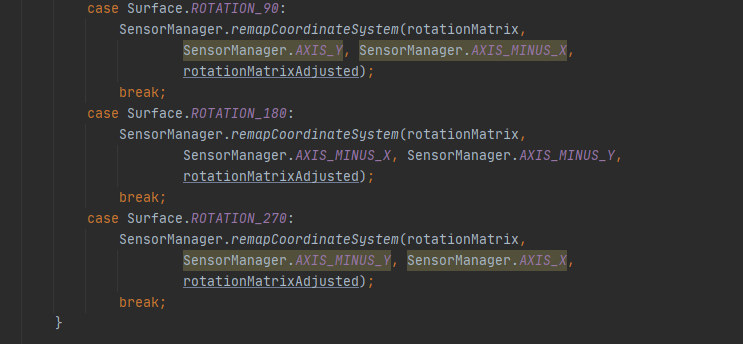 case Surface.ROTATION_90:
SensorManager.remapCoordinateSystem(rotationMatrix,
SensorManager.AXIS_Y, SensorManager.AXIS_MINUS_X,
rotationMatrixAdjusted);
break;
case Surface.ROTATION_180:
SensorManager.remapCoordinateSystem(rotationMatrix,
SensorManager.AXIS_MINUS_X, SensorManager.AXIS_MINUS_Y,
rotationMatrixAdjusted);
break;
case Surface.ROTATION_270:
SensorManager.remapCoordinateSystem(rotationMatrix,
SensorManager.AXIS_MINUS_Y, SensorManager.AXIS_X,
rotationMatrixAdjusted);
break;
}